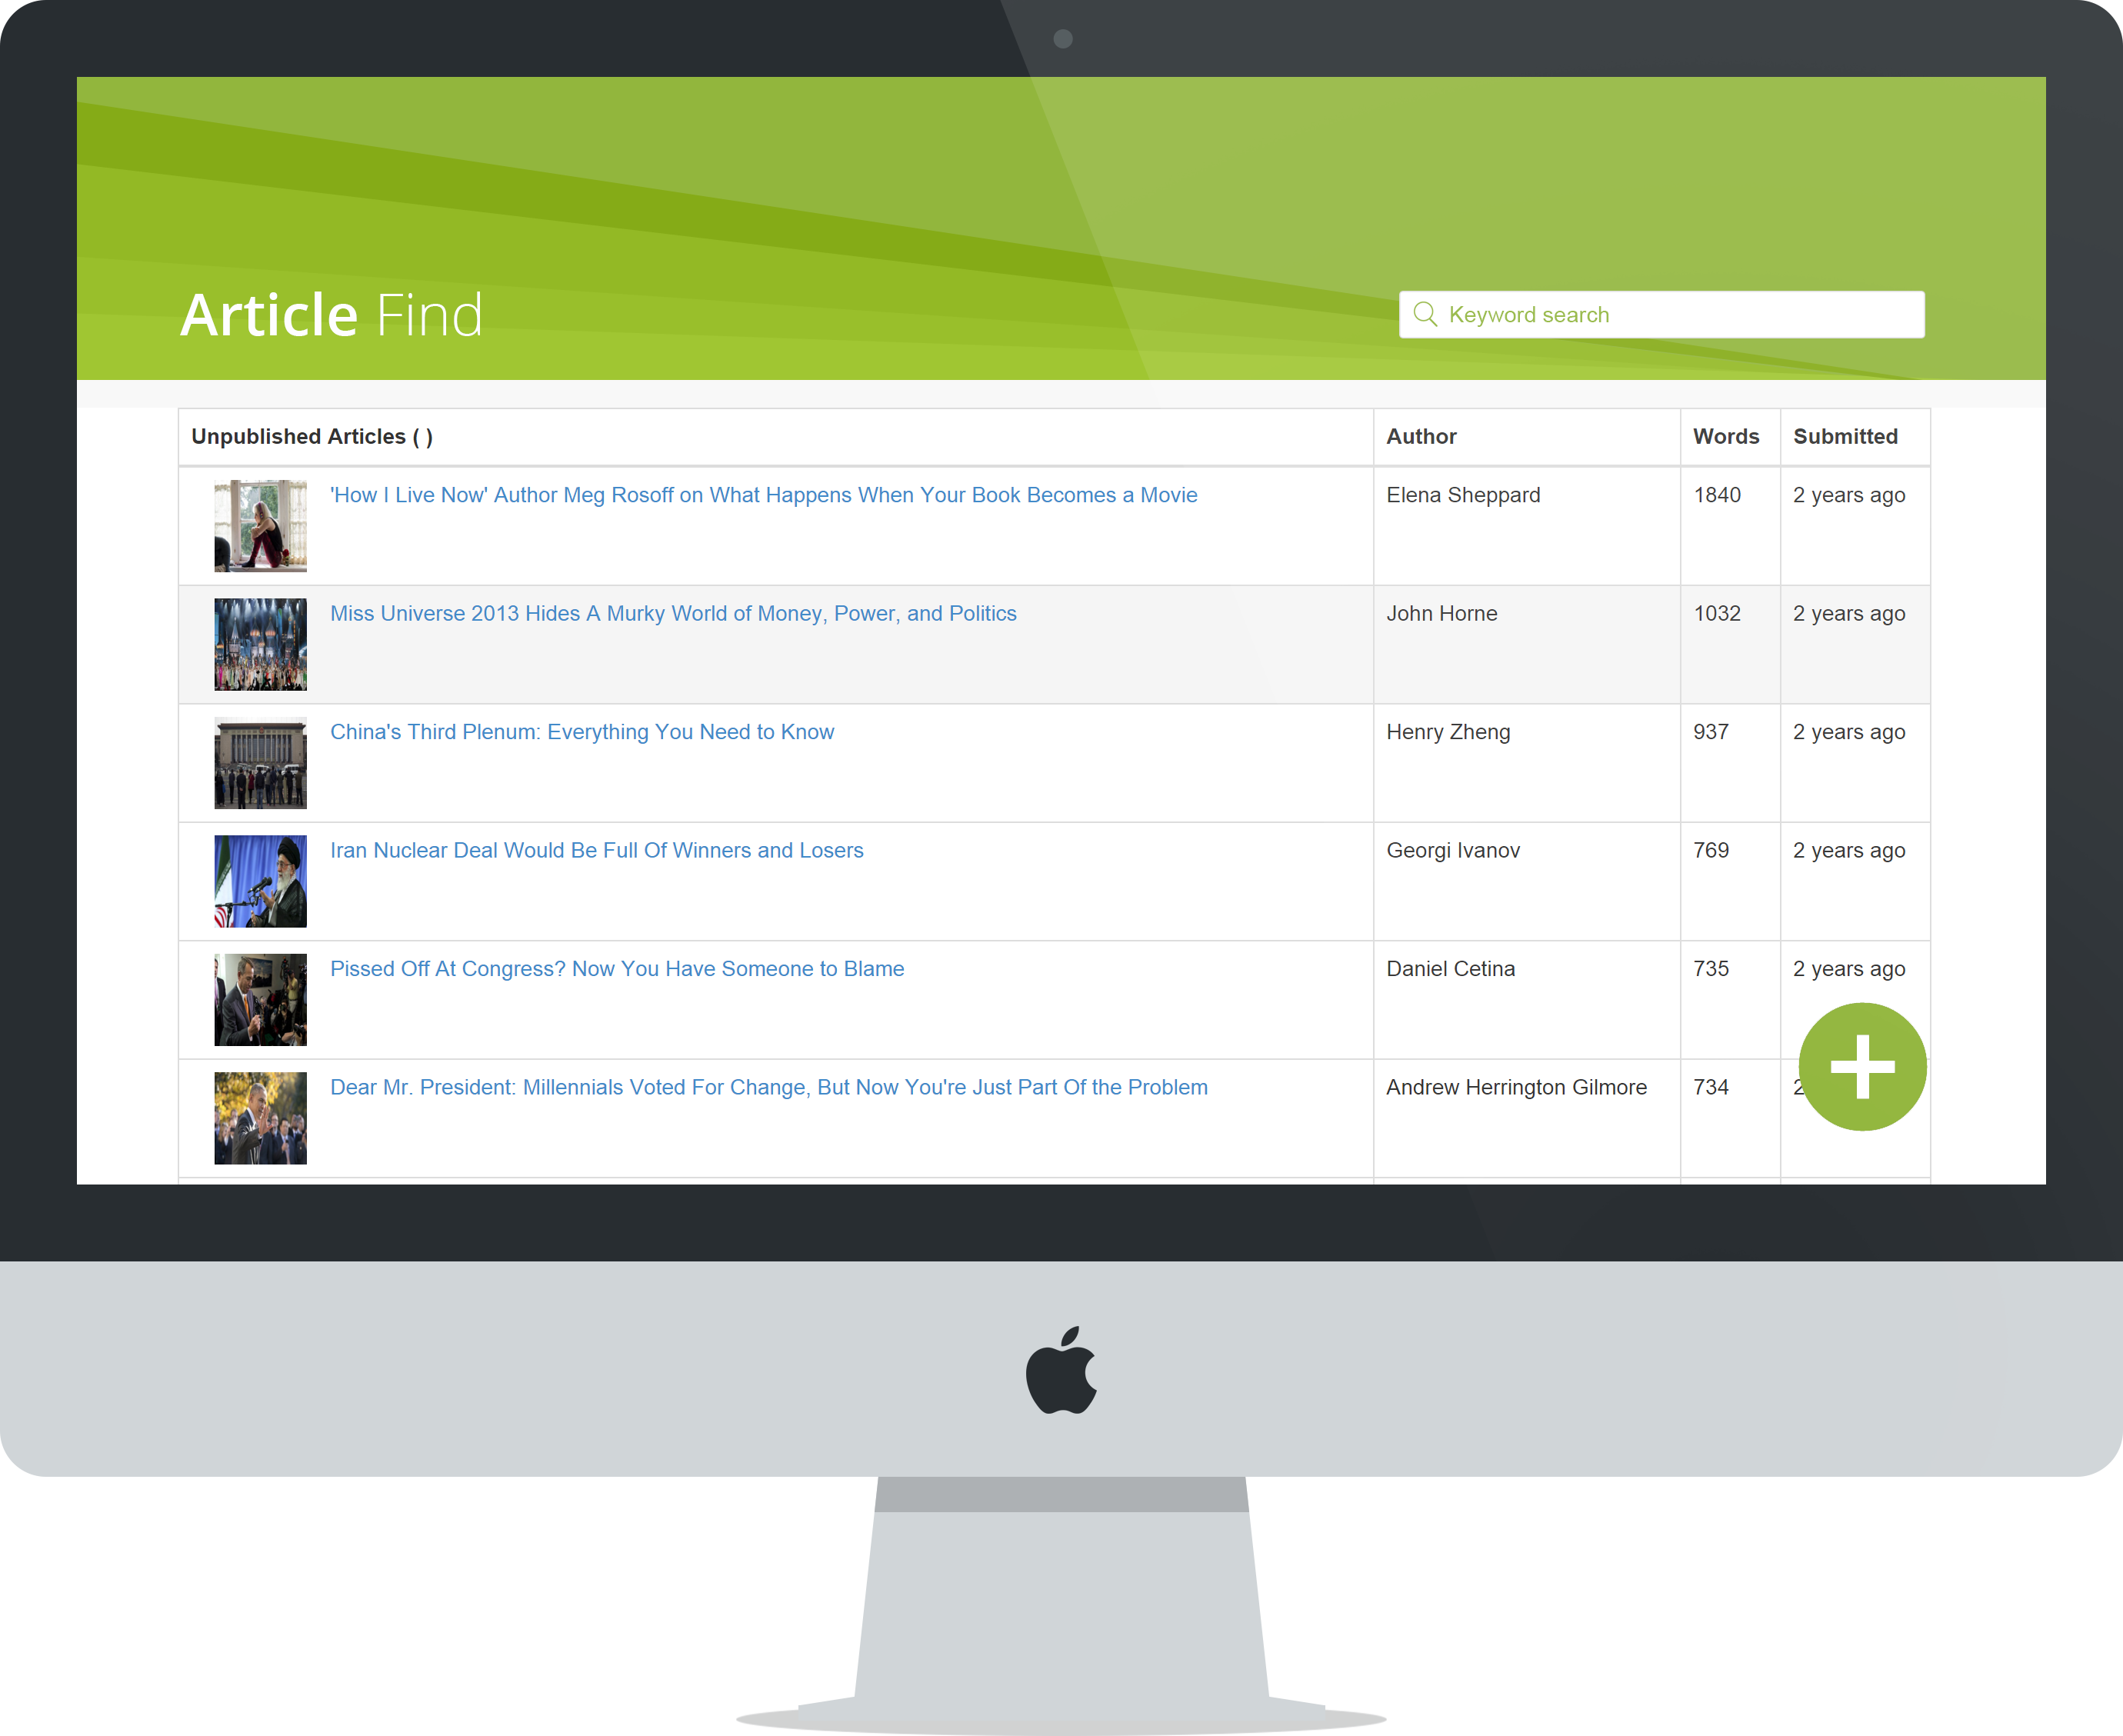 Article Find
Keyword search
Unpublished Articles ( ) Author Words Submitted
'How I Live Now' Author Meg Rosoff on What Happens When Your Book Becomes a Movie Elena Sheppard 1840 2 years ago
Miss Universe 2013 Hides A Murky World of Money, Power, and Politics John Horne 1032 2 years ago
China's Third Plenum: Everything You Need to Know Henry Zheng 937 2 years ago
Iran Nuclear Deal Would Be Full Of Winners and Losers Georgi Ivanov 769 2 years ago
Pissed Off At Congress? Now You Have Someone to Blame Daniel Cetina 735 2 years ago
Dear Mr. President: Millennials Voted For Change, But Now You're Just Part Of the Problem Andrew Herrington Gilmore 734 2